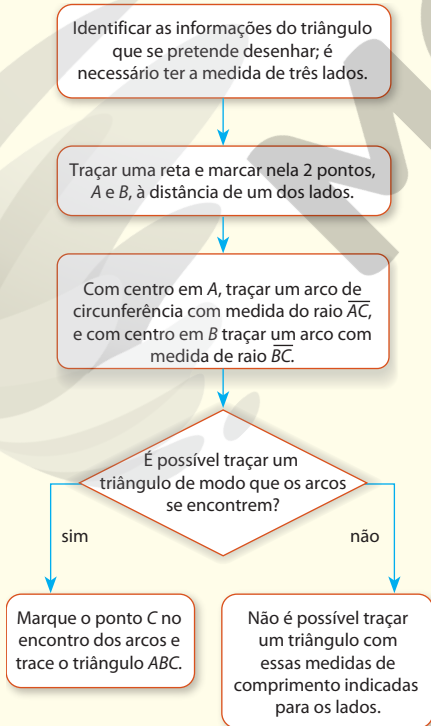 Identificar as informações do triângulo
que se pretende desenhar; é
necessário ter a medida de três lados.
Traçar uma reta e marcar nela 2 pontos,
A e B, à distância de um dos lados.
Com centro em A, traçar um arco de
circunferência com medida do raio AC,
e com centro em B traçar um arco com
medida de raio BC.
É possível traçar um
triângulo de modo que os arcos
se encontrem?
sim
não
Marque o ponto C no
encontro dos arcos e
trace o triângulo ABC.
Não é possível traçar
um triângulo com
essas medidas de
comprimento indicadas
para os lados.